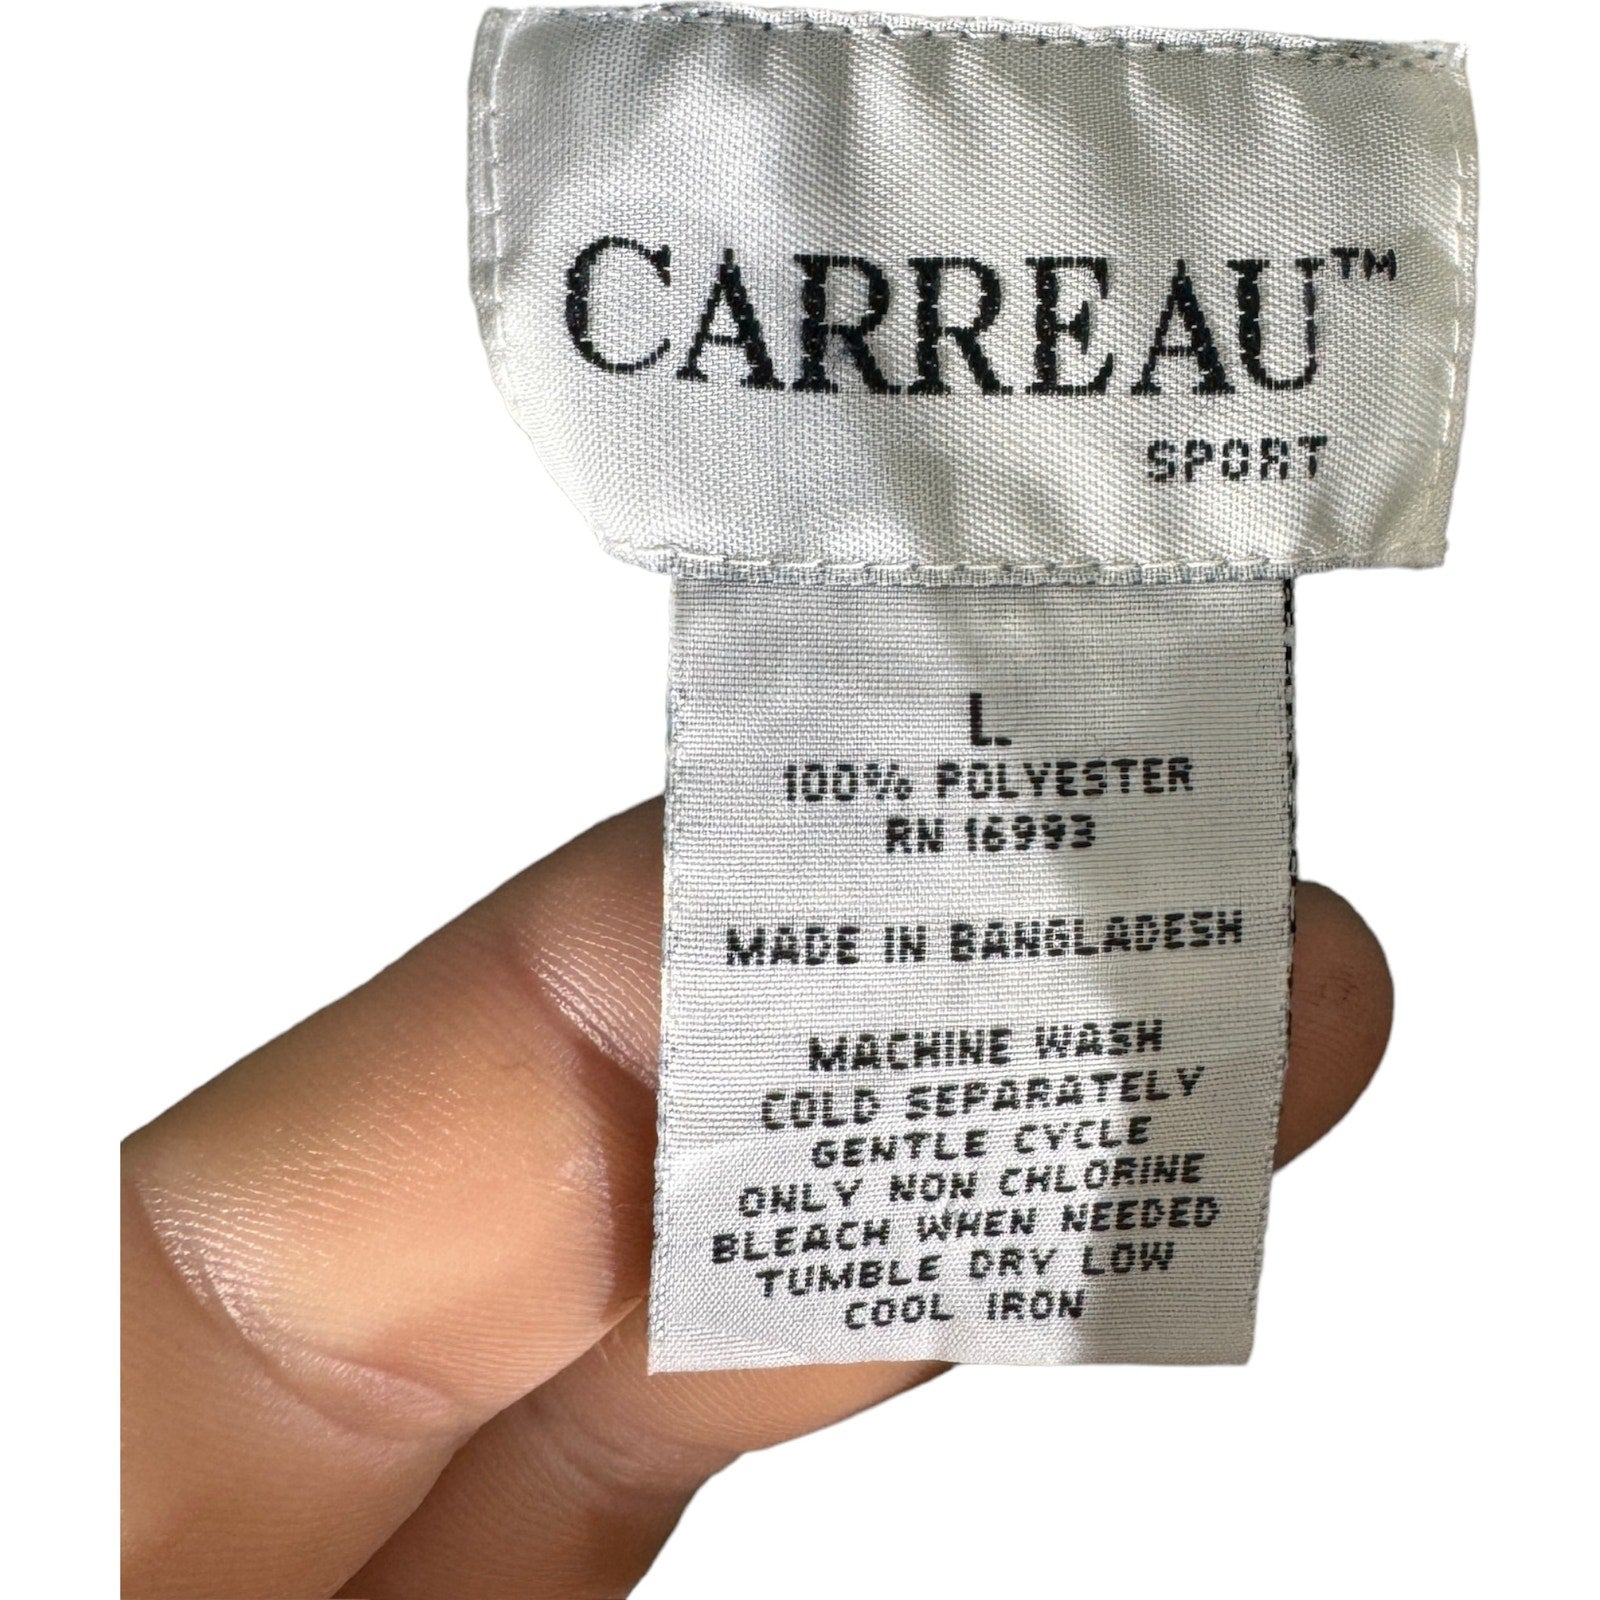 CARREAU™
SPORT
L
100% POLYESTER
RN 16993
MADE IN BANGLADESH
MACHINE WASH
COLD SEPARATELY
GENTLE CYCLE
ONLY NON CHLORINE
BLEACH WHEN NEEDED
TUMBLE DRY LOW
COOL IRON